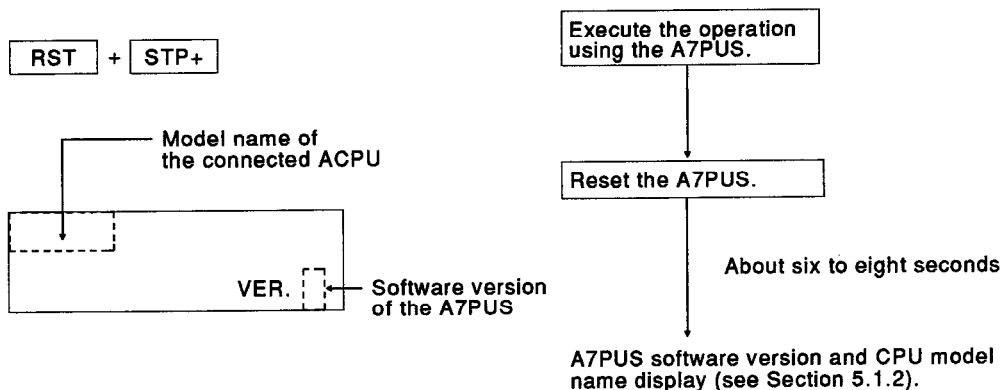 RST + STP+
Model name of
the connected ACPU
VER.
Software version
of the A7PUS
Execute the operation
using the A7PUS.
Reset the A7PUS.
About six to eight seconds
A7PUS software version and CPU model
name display (see Section 5.1.2).